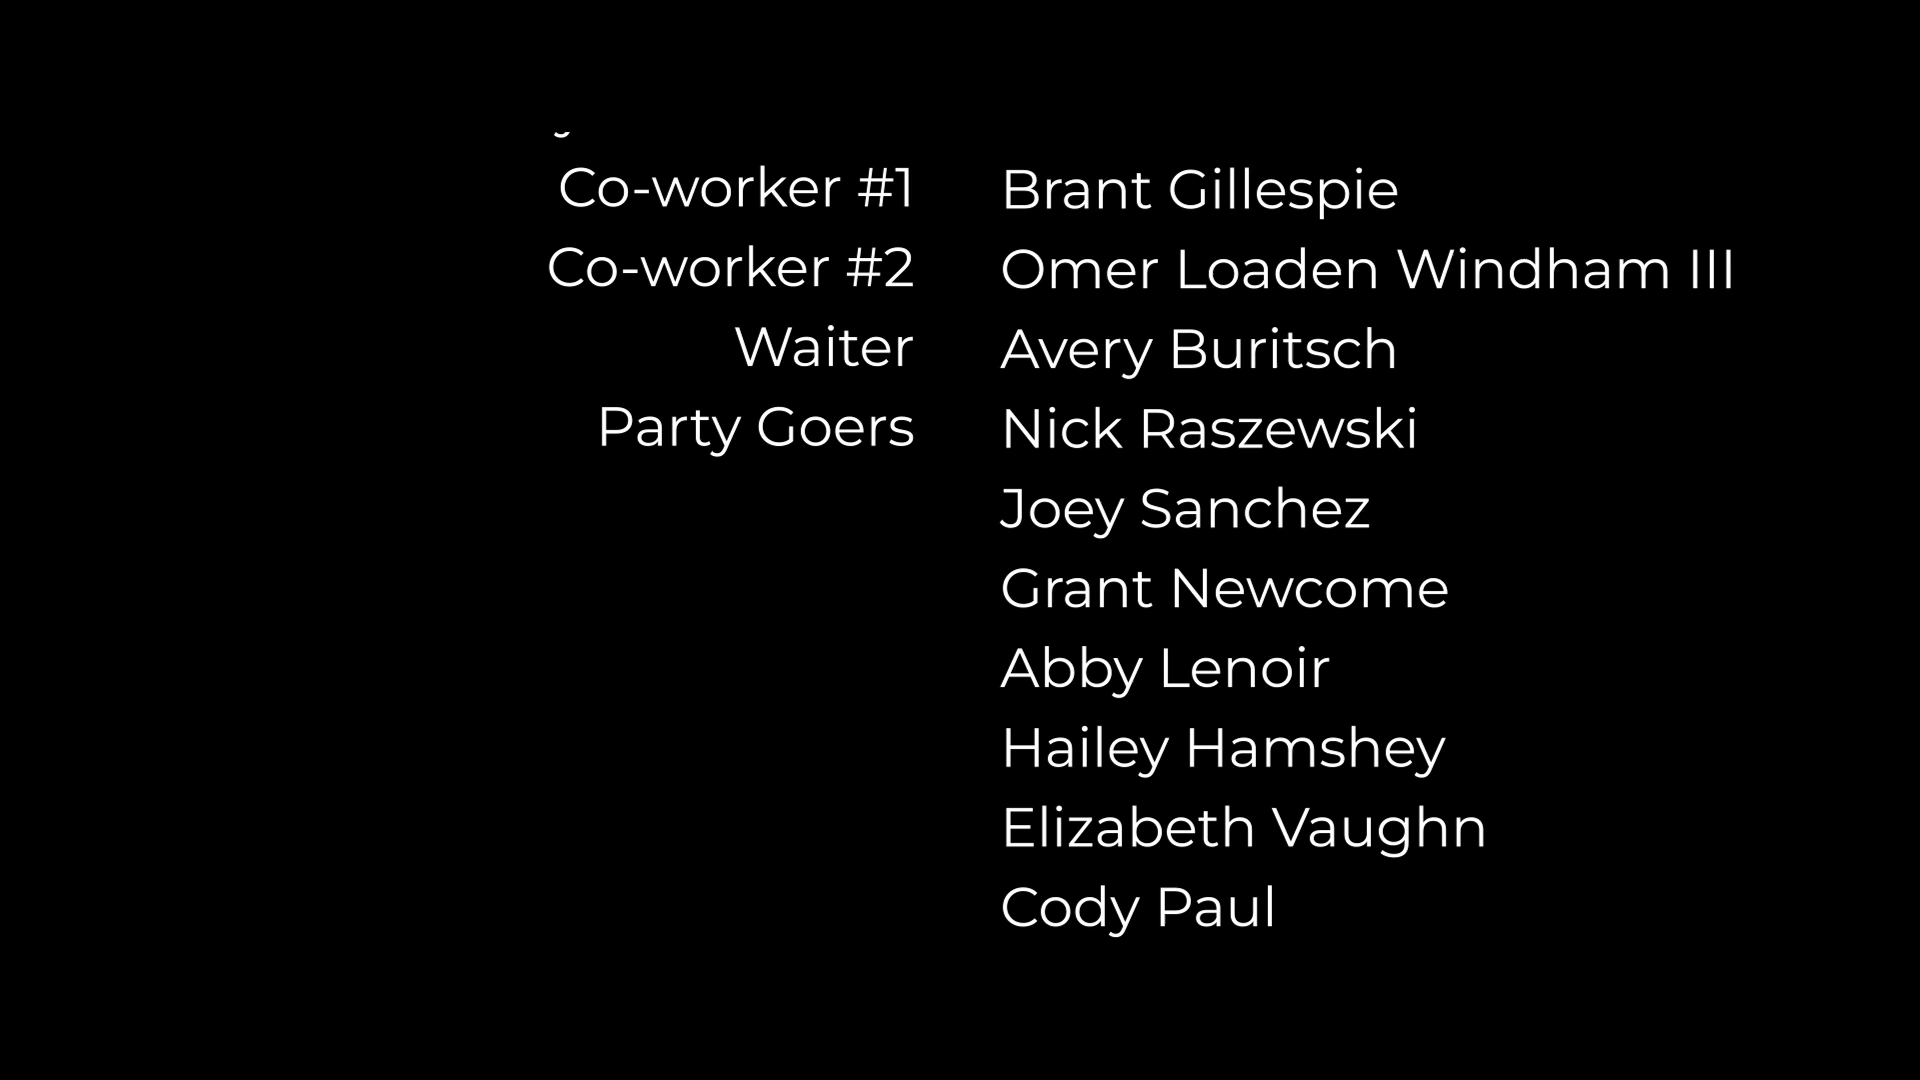 Co-worker #1 Brant Gillespie
Co-worker #2 Omer Loaden Windham III
Waiter Avery Buritsch
Party Goers Nick Raszewski
Joey Sanchez
Grant Newcome
Abby Lenoir
Hailey Hamshey
Elizabeth Vaughn
Cody Paul